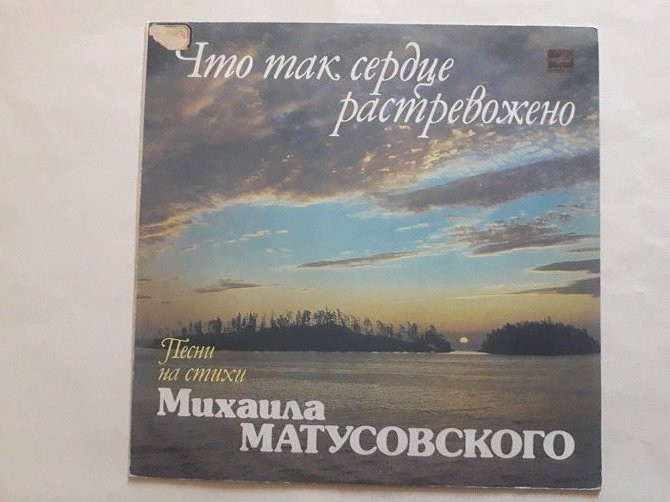 Что так сердце
растревожено
Песни
на стихи
Михаила
МАТУСОВСКОГО